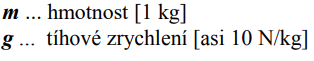 m ... hmotnost [1 kg]
g ... tíhové zrychlení [asi 10 N/kg]